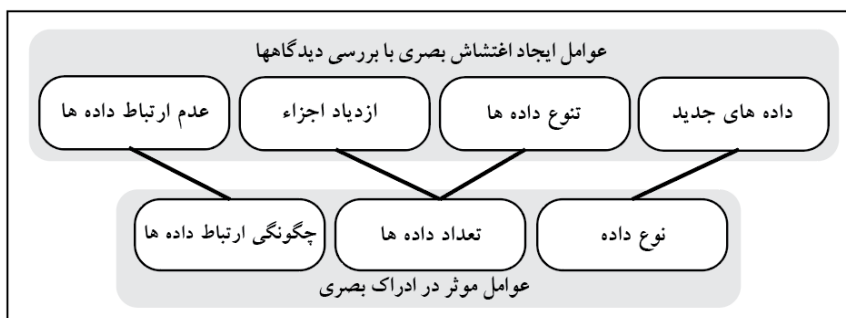 عوامل ایجاد اغتشاش بصری با بررسی دیدگاهها
داده های جدید
تنوع داده ها
ازدیاد اجزاء
عدم ارتباط داده ها
نوع داده
تعداد داده ها
چگونگی ارتباط داده ها
عوامل موثر در ادراک بصری